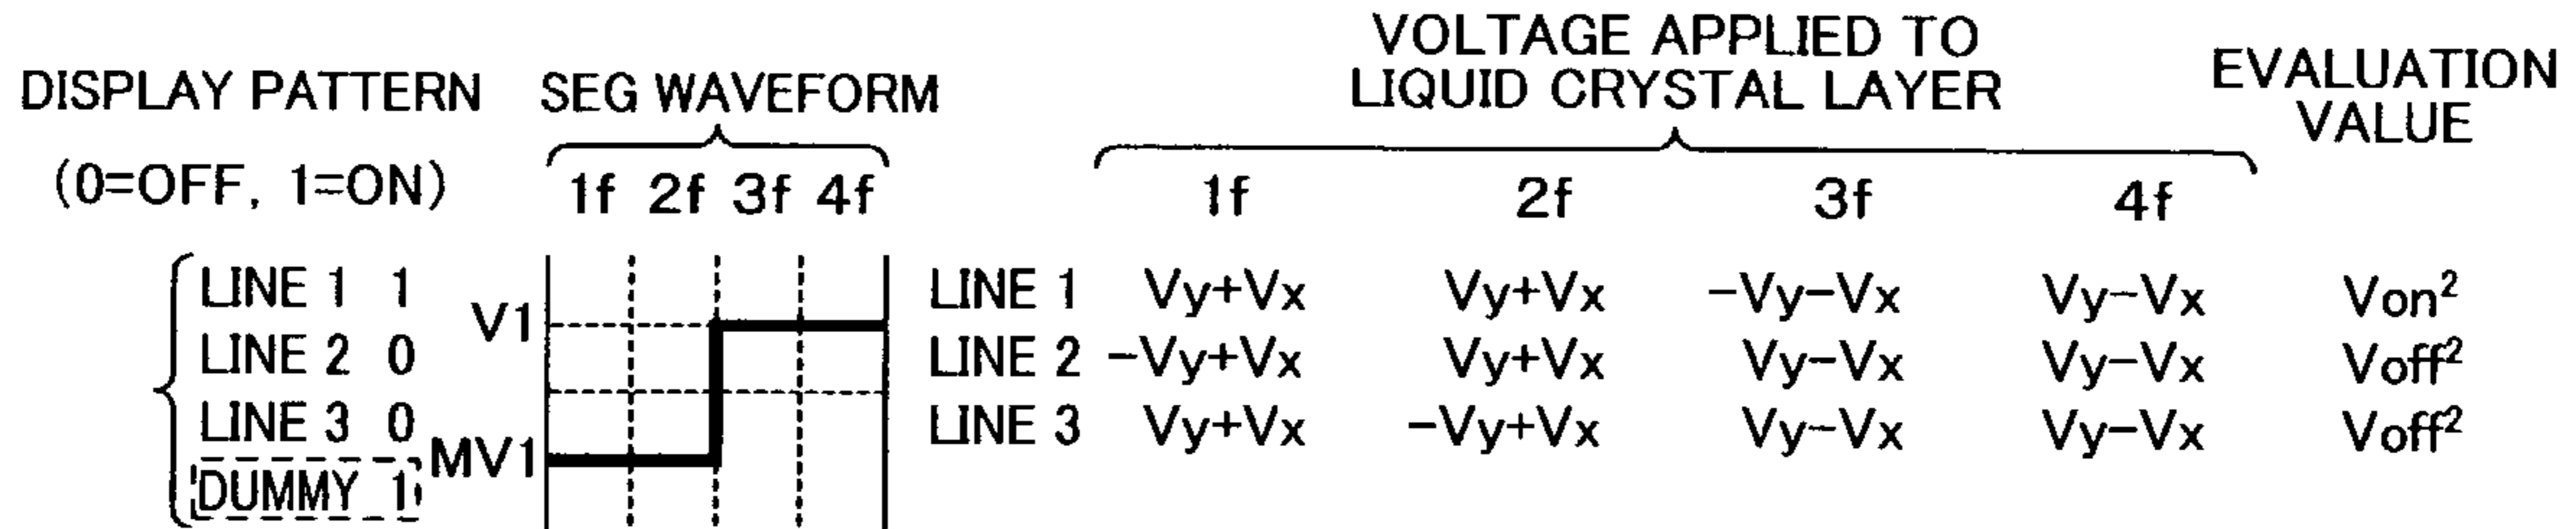 VOLTAGE APPLIED TO
DISPLAY PATTERN SEG WAVEFORM LIQUID CRYSTAL LAYER EVALUATION
VALUE
(0=OFF, 1=ON) 1f 2f 3f 4f 1f 2f 3f 4f
LINE 1 1 LINE 1 Vy+Vx Vy+Vx -Vy-Vx Vy-Vx Von²
V1
LINE 2 0 LINE 2 -Vy+Vx Vy+Vx Vy-Vx Vy-Vx Voff²
LINE 3 0 LINE 3 Vy+Vx -Vy+Vx Vy-Vx Vy-Vx Voff²
MV1
DUMMY 1